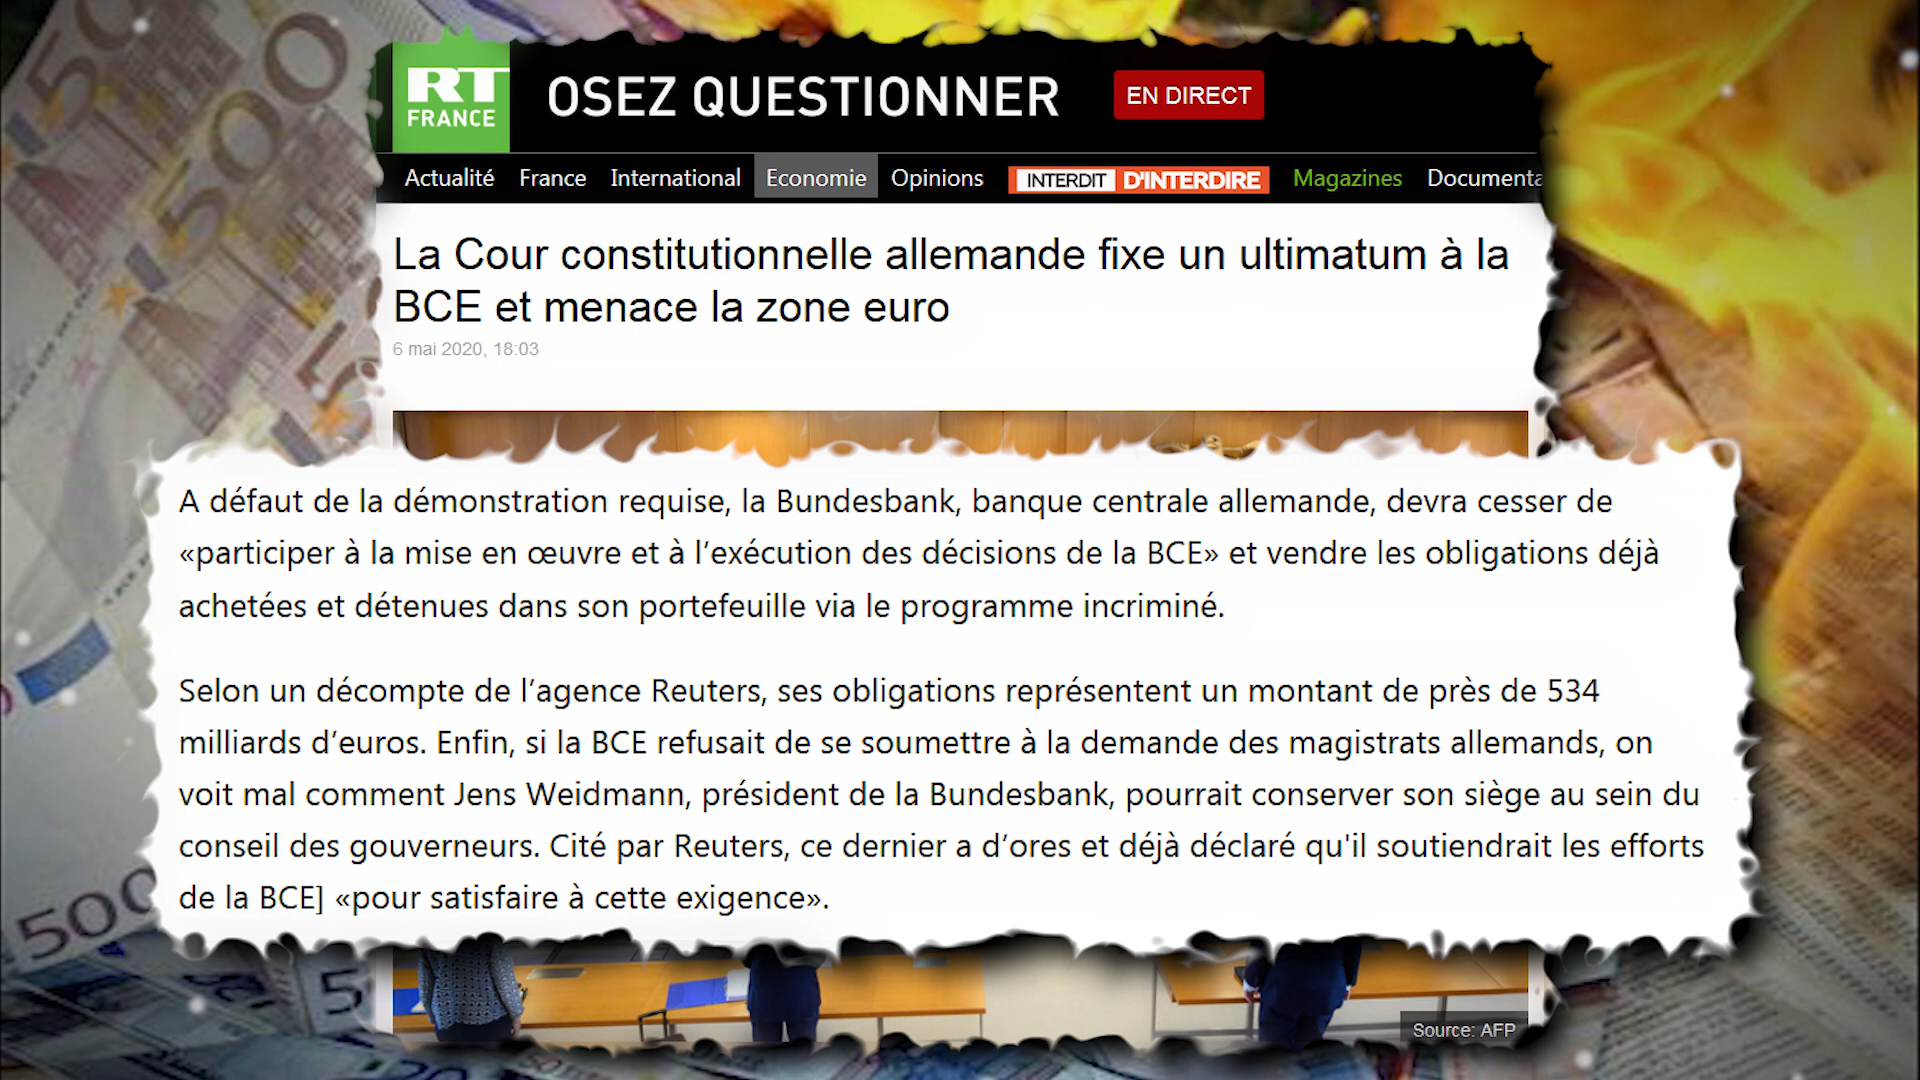 RT
FRANCE
OSEZ QUESTIONNER
EN DIRECT
Actualité France International Economie Opinions INTERDIT D'INTERDIRE Magazines Documenta
La Cour constitutionnelle allemande fixe un ultimatum à la
BCE et menace la zone euro
6 mai 2020, 18:03
A défaut de la démonstration requise, la Bundesbank, banque centrale allemande, devra cesser de
«participer à la mise en œuvre et à l’exécution des décisions de la BCE» et vendre les obligations déjà
achetées et détenues dans son portefeuille via le programme incriminé.
Selon un décompte de l’agence Reuters, ses obligations représentent un montant de près de 534
milliards d’euros. Enfin, si la BCE refusait de se soumettre à la demande des magistrats allemands, on
voit mal comment Jens Weidmann, président de la Bundesbank, pourrait conserver son siège au sein du
conseil des gouverneurs. Cité par Reuters, ce dernier a d’ores et déjà déclaré qu'il soutiendrait les efforts
de la BCE] «pour satisfaire à cette exigence».
500
Source: AFP